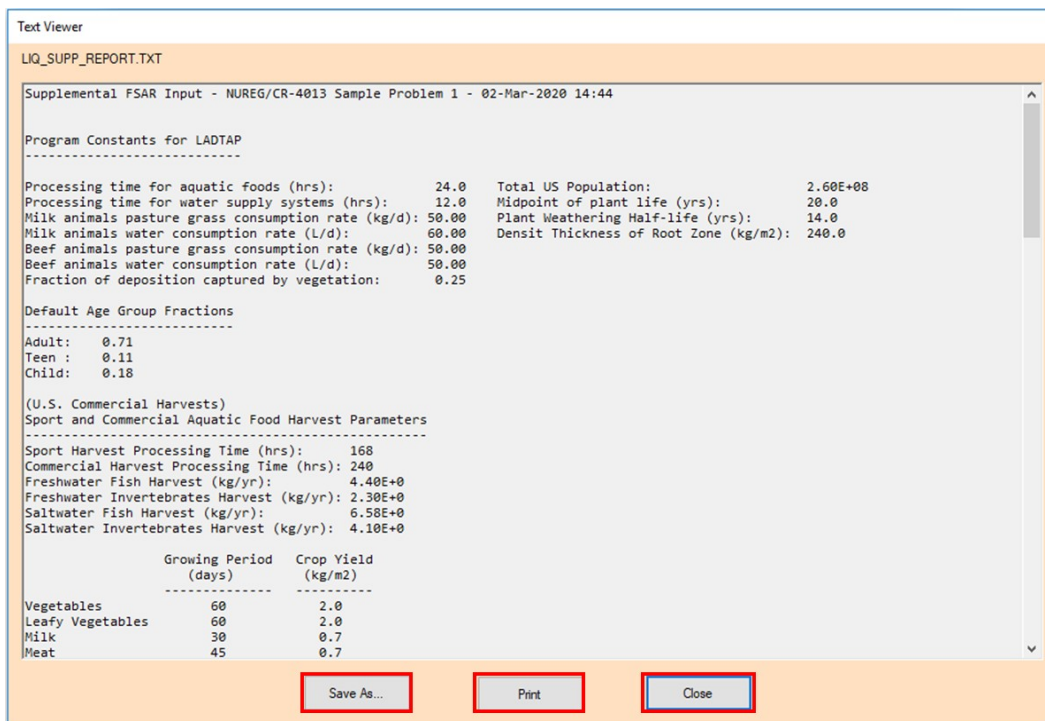 Text Viewer
LIQ_SUPP_REPORT.TXT
Supplemental FSAR Input - NUREG/CR-4013 Sample Problem 1 - 02-Mar-2020 14:44
Program Constants for LADTAP
----------------------------
Processing time for aquatic foods (hrs): 24.0 Total US Population: 2.60E+08
Processing time for water supply systems (hrs): 12.0 Midpoint of plant life (yrs): 20.0
Milk animals pasture grass consumption rate (kg/d): 50.00 Plant Weathering Half-life (yrs): 14.0
Milk animals water consumption rate (L/d): 60.00 Densit Thickness of Root Zone (kg/m2): 240.0
Beef animals pasture grass consumption rate (kg/d): 50.00
Beef animals water consumption rate (L/d): 50.00
Fraction of deposition captured by vegetation: 0.25
Default Age Group Fractions
---------------------------
Adult: 0.71
Teen : 0.11
Child: 0.18
(U.S. Commercial Harvests)
Sport and Commercial Aquatic Food Harvest Parameters
----------------------------------------------------
Sport Harvest Processing Time (hrs): 168
Commercial Harvest Processing Time (hrs): 240
Freshwater Fish Harvest (kg/yr): 4.40E+0
Freshwater Invertebrates Harvest (kg/yr): 2.30E+0
Saltwater Fish Harvest (kg/yr): 6.58E+0
Saltwater Invertebrates Harvest (kg/yr): 4.10E+0
Growing Period Crop Yield
(days) (kg/m2)
-------------- ----------
Vegetables 60 2.0
Leafy Vegetables 60 2.0
Milk 30 0.7
Meat 45 0.7
Save As... Print Close